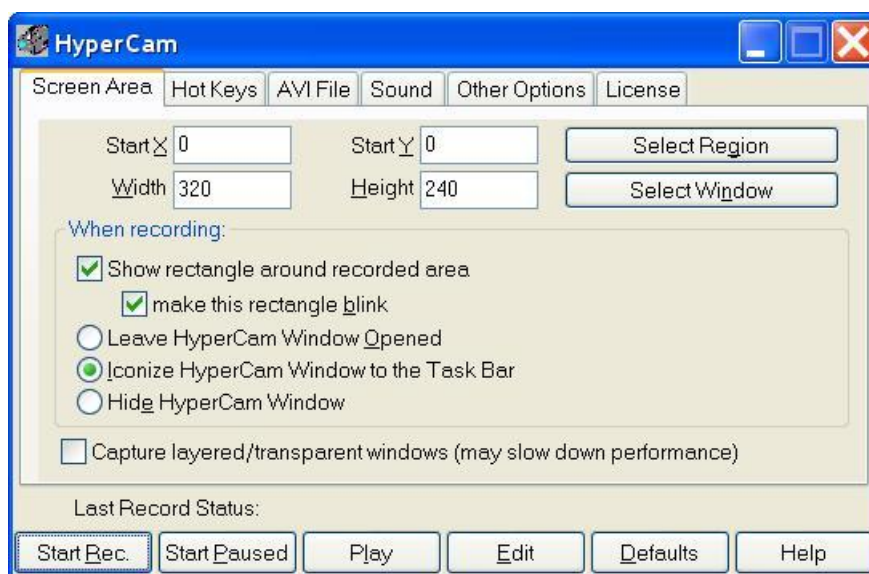 HyperCam
Screen Area Hot Keys AVI File Sound Other Options License
Start X 0 Start Y 0 Select Region
Width 320 Height 240 Select Window
When recording:
Show rectangle around recorded area
make this rectangle blink
Leave HyperCam Window Opened
Iconize HyperCam Window to the Task Bar
Hide HyperCam Window
Capture layered/transparent windows (may slow down performance)
Last Record Status:
Start Rec. Start Paused Play Edit Defaults Help